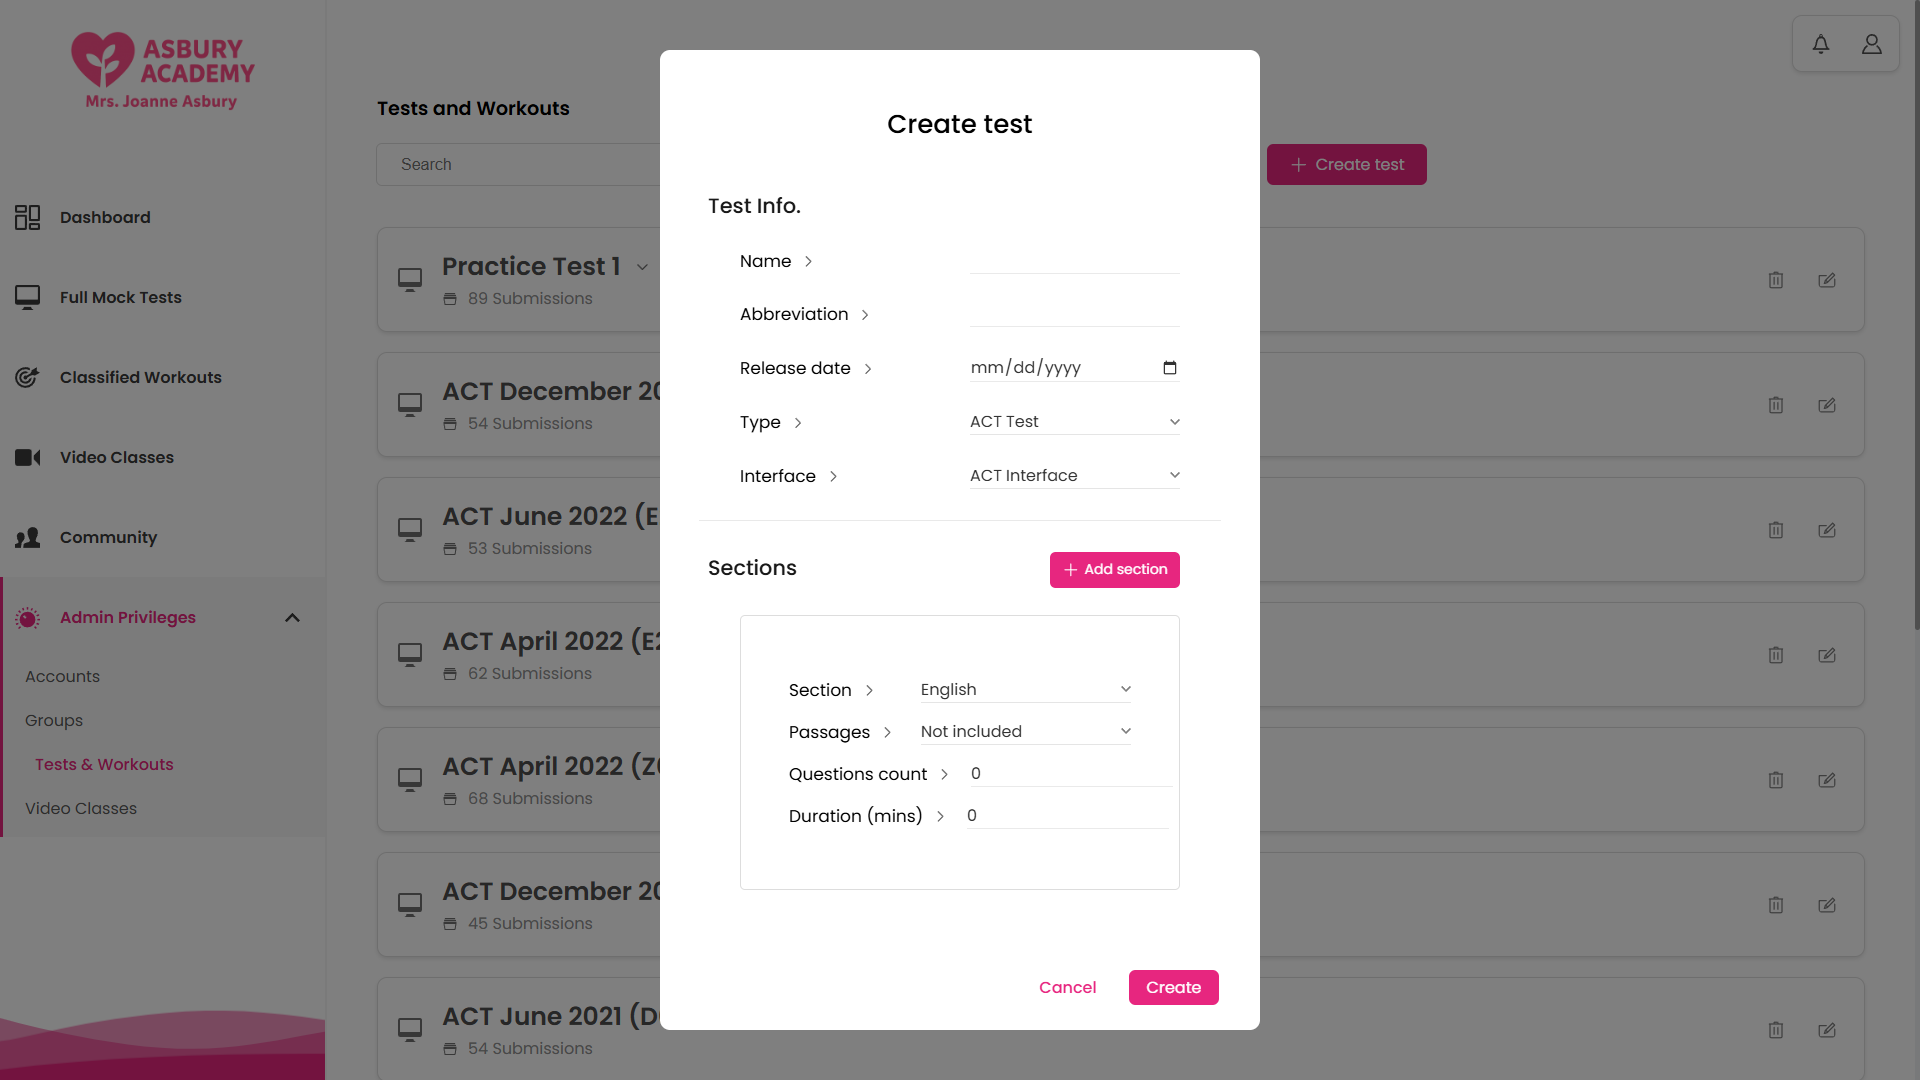 ASBURY
ACADEMY
Mrs. Joanne Asbury
Dashboard
Full Mock Tests
Classified Workouts
Video Classes
Community
Admin Privileges
Accounts
Groups
Tests & Workouts
Video Classes
Tests and Workouts
Search
Create test
Practice Test 1
89 Submissions
ACT December 20
54 Submissions
ACT June 2022 (E
53 Submissions
ACT April 2022 (E2
62 Submissions
ACT April 2022 (Z
68 Submissions
ACT December 20
45 Submissions
ACT June 2021 (D
54 Submissions
Create test
Test Info.
Name
Abbreviation
Release date mm/dd/yyyy
Type ACT Test
Interface ACT Interface
Sections
Add section
Section English
Passages Not included
Questions count 0
Duration (mins) 0
Cancel Create